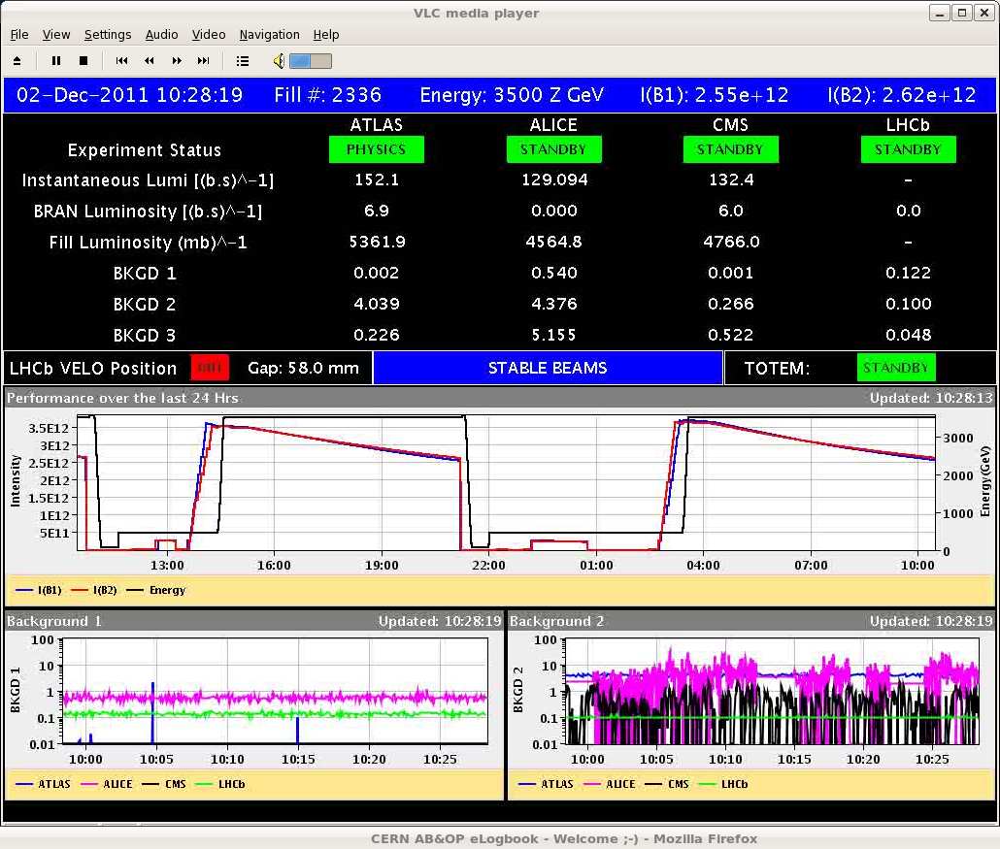 VLC media player
File View Settings Audio Video Navigation Help
02-Dec-2011 10:28:19 Fill #: 2336 Energy: 3500 Z GeV I(B1): 2.55e+12 I(B2): 2.62e+12
ATLAS ALICE CMS LHCb
Experiment Status PHYSICS STANDBY STANDBY STANDBY
Instantaneous Lumi [(b.s)^-1] 152.1 129.094 132.4 -
BRAN Luminosity [(b.s)^-1] 6.9 0.000 6.0 0.0
Fill Luminosity (mb)^-1 5361.9 4564.8 4766.0 -
BKGD 1 0.002 0.540 0.001 0.122
BKGD 2 4.039 4.376 0.266 0.100
BKGD 3 0.226 5.155 0.522 0.048
LHCb VELO Position OUT Gap: 58.0 mm STABLE BEAMS TOTEM: STANDBY
Performance over the last 24 Hrs Updated: 10:28:13
Intensity
3.5E12
3E12
2.5E12
2E12
1.5E12
1E12
5E11
3000
2000
1000
0
Energy(GeV)
13:00 16:00 19:00 22:00 01:00 04:00 07:00 10:00
I(B1) I(B2) Energy
Background 1 Updated: 10:28:19
BKGD 1
100
10
1
0.1
0.01
10:00 10:05 10:10 10:15 10:20 10:25
ATLAS ALICE CMS LHCb
Background 2 Updated: 10:28:19
BKGD 2
100
10
1
0.1
0.01
10:00 10:05 10:10 10:15 10:20 10:25
ATLAS ALICE CMS LHCb
CERN AB&OP eLogbook - Welcome ;-) - Mozilla Firefox